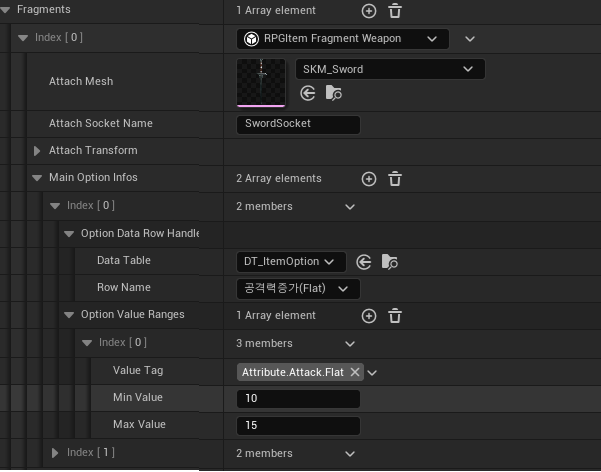 Fragments 1 Array element
Index [ 0 ] RPGItem Fragment Weapon
Attach Mesh SKM_Sword
Attach Socket Name SwordSocket
Attach Transform
Main Option Infos 2 Array elements
Index [ 0 ] 2 members
Option Data Row Handle
Data Table DT_ItemOption
Row Name 공격력증가(Flat)
Option Value Ranges 1 Array element
Index [ 0 ] 3 members
Value Tag Attribute.Attack.Flat
Min Value 10
Max Value 15
Index [ 1 ] 2 members